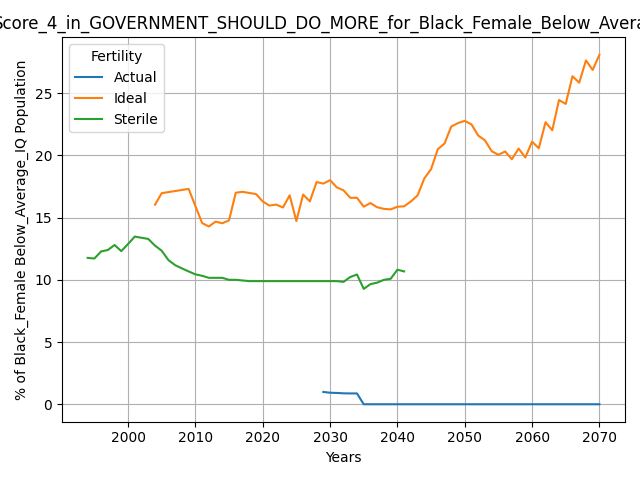 Score_4_in_GOVERNMENT_SHOULD_DO_MORE_for_Black_Female_Below_Avera
Fertility
Actual
Ideal
Sterile
% of Black_Female Below_Average_IQ Population
25
20
15
10
5
0
2000 2010 2020 2030 2040 2050 2060 2070
Years